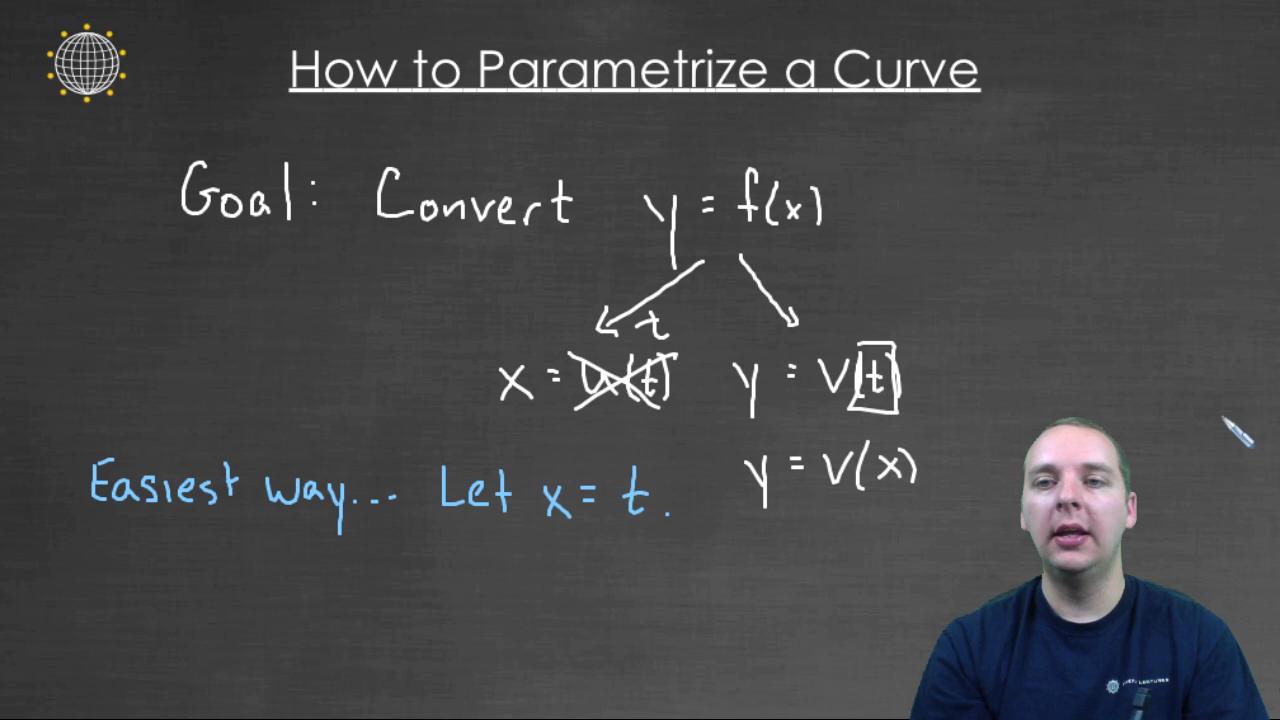 How to Parametrize a Curve
Goal: Convert y = f(x)
t
x = u(t) y = v(t)
y = v(x)
Easiest way... Let x = t.